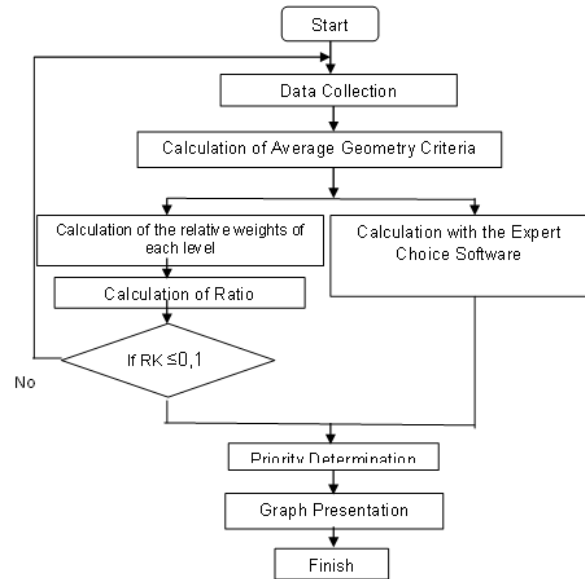 Start
Data Collection
Calculation of Average Geometry Criteria
Calculation of the relative weights of
each level
Calculation with the Expert
Choice Software
Calculation of Ratio
If RK ≤0,1
No
Priority Determination
Graph Presentation
Finish